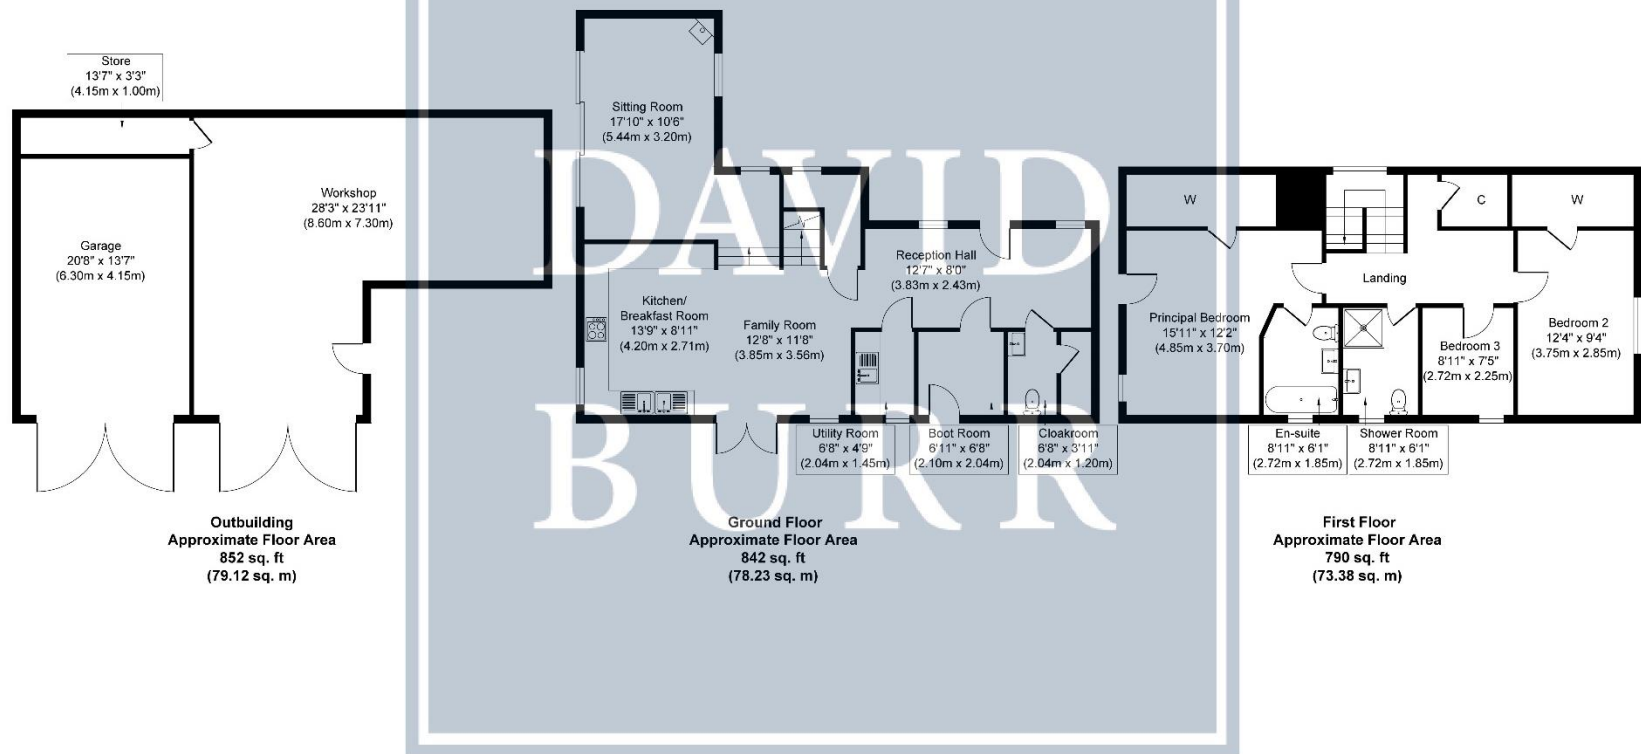 Store
13'7" x 3'3"
(4.15m x 1.00m)
Workshop
28'3" x 23'11"
(8.60m x 7.30m)
Garage
20'8" x 13'7"
(6.30m x 4.15m)
Outbuilding
Approximate Floor Area
852 sq. ft
(79.12 sq. m)
Sitting Room
17'10" x 10'6"
(5.44m x 3.20m)
DAVID
BURR
Reception Hall
12'7" x 8'0"
(3.83m x 2.43m)
Kitchen/
Breakfast Room
13'9" x 8'11"
(4.20m x 2.71m)
Family Room
12'8" x 11'8"
(3.85m x 3.56m)
Utility Room
6'8" x 4'9"
(2.04m x 1.45m)
Boot Room
6'11" x 6'8"
(2.10m x 2.04m)
Cloakroom
6'8" x 3'11"
(2.04m x 1.20m)
Ground Floor
Approximate Floor Area
842 sq. ft
(78.23 sq. m)
W
C
W
Landing
Principal Bedroom
15'11" x 12'2"
(4.85m x 3.70m)
Bedroom 2
12'4" x 9'4"
(3.75m x 2.85m)
Bedroom 3
8'11" x 7'5"
(2.72m x 2.25m)
En-suite
8'11" x 6'1"
(2.72m x 1.85m)
Shower Room
8'11" x 6'1"
(2.72m x 1.85m)
First Floor
Approximate Floor Area
790 sq. ft
(73.38 sq. m)